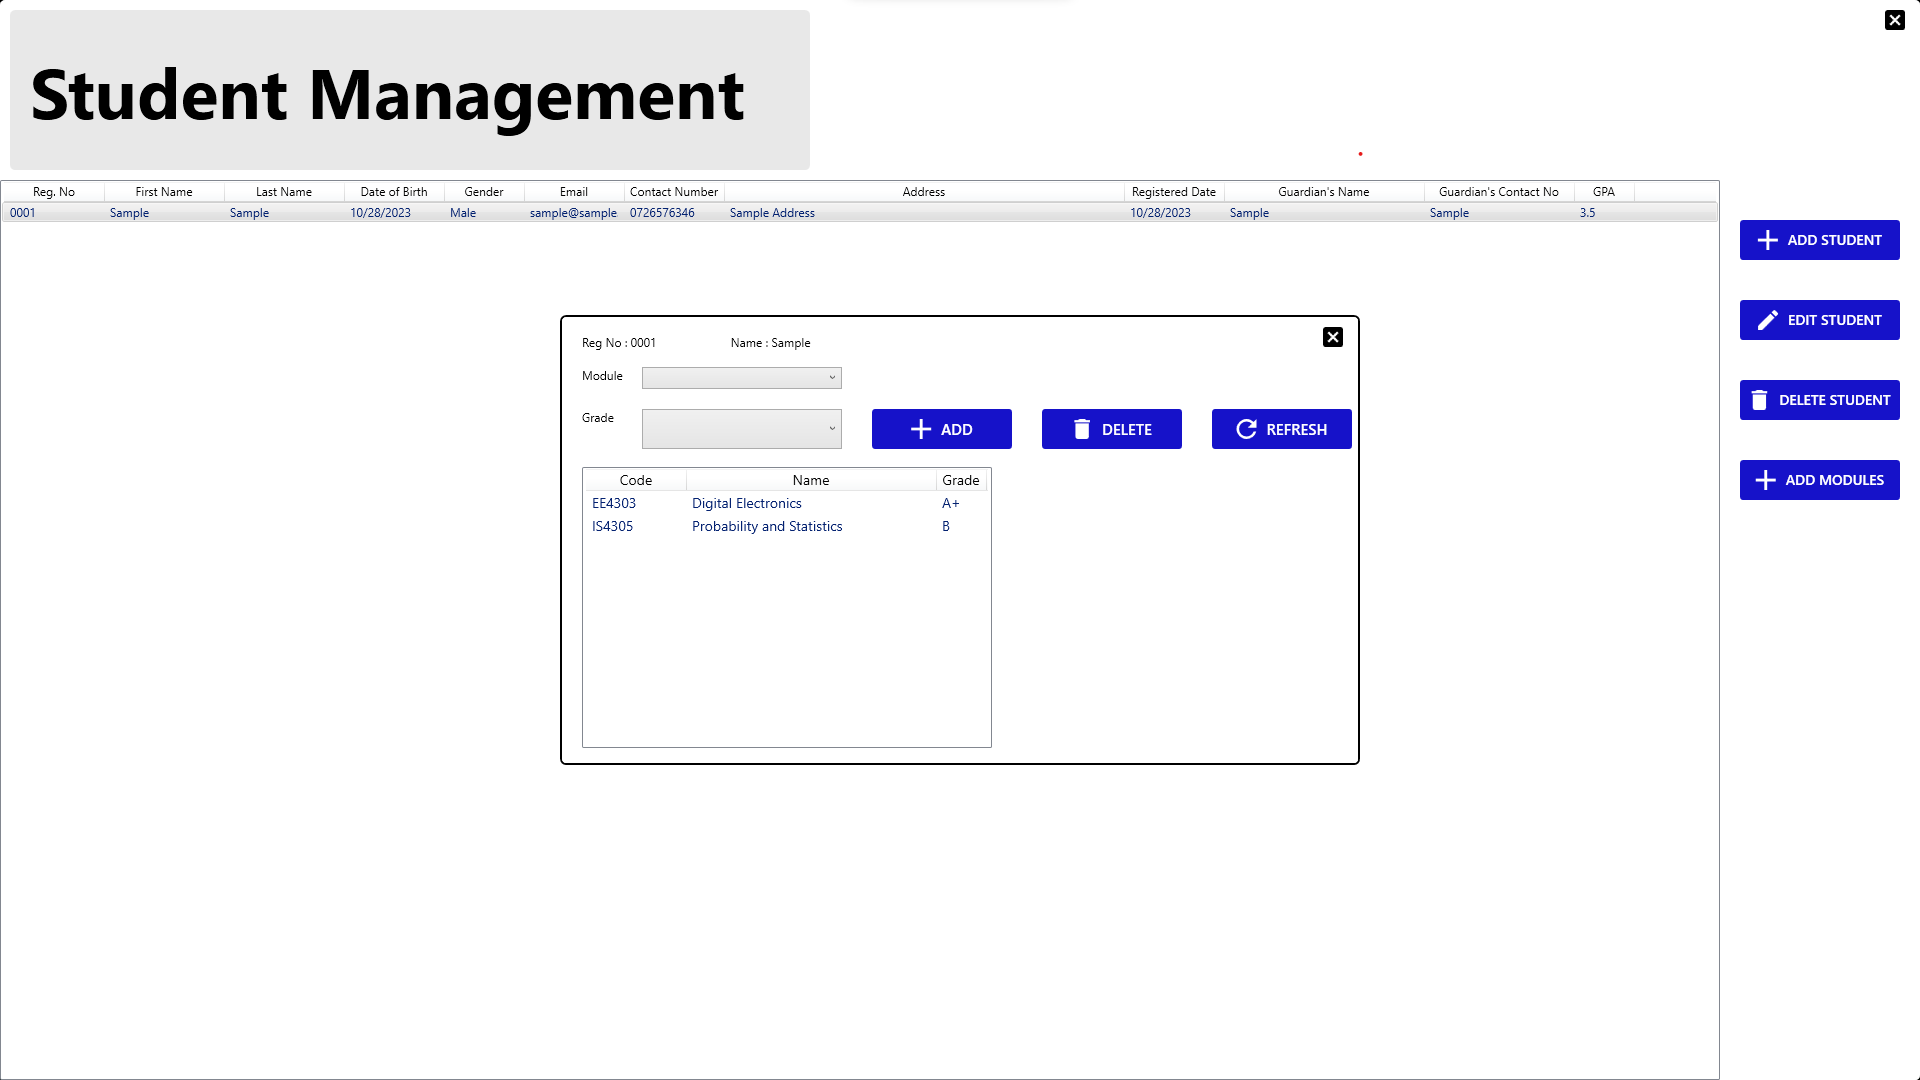 Student Management
Reg. No First Name Last Name Date of Birth Gender Email Contact Number Address Registered Date Guardian's Name Guardian's Contact No GPA
0001 Sample Sample 10/28/2023 Male sample@sample 0726576346 Sample Address 10/28/2023 Sample Sample 3.5
ADD STUDENT
EDIT STUDENT
DELETE STUDENT
ADD MODULES
Reg No : 0001 Name : Sample
Module
Grade ADD DELETE REFRESH
Code Name Grade
EE4303 Digital Electronics A+
IS4305 Probability and Statistics B